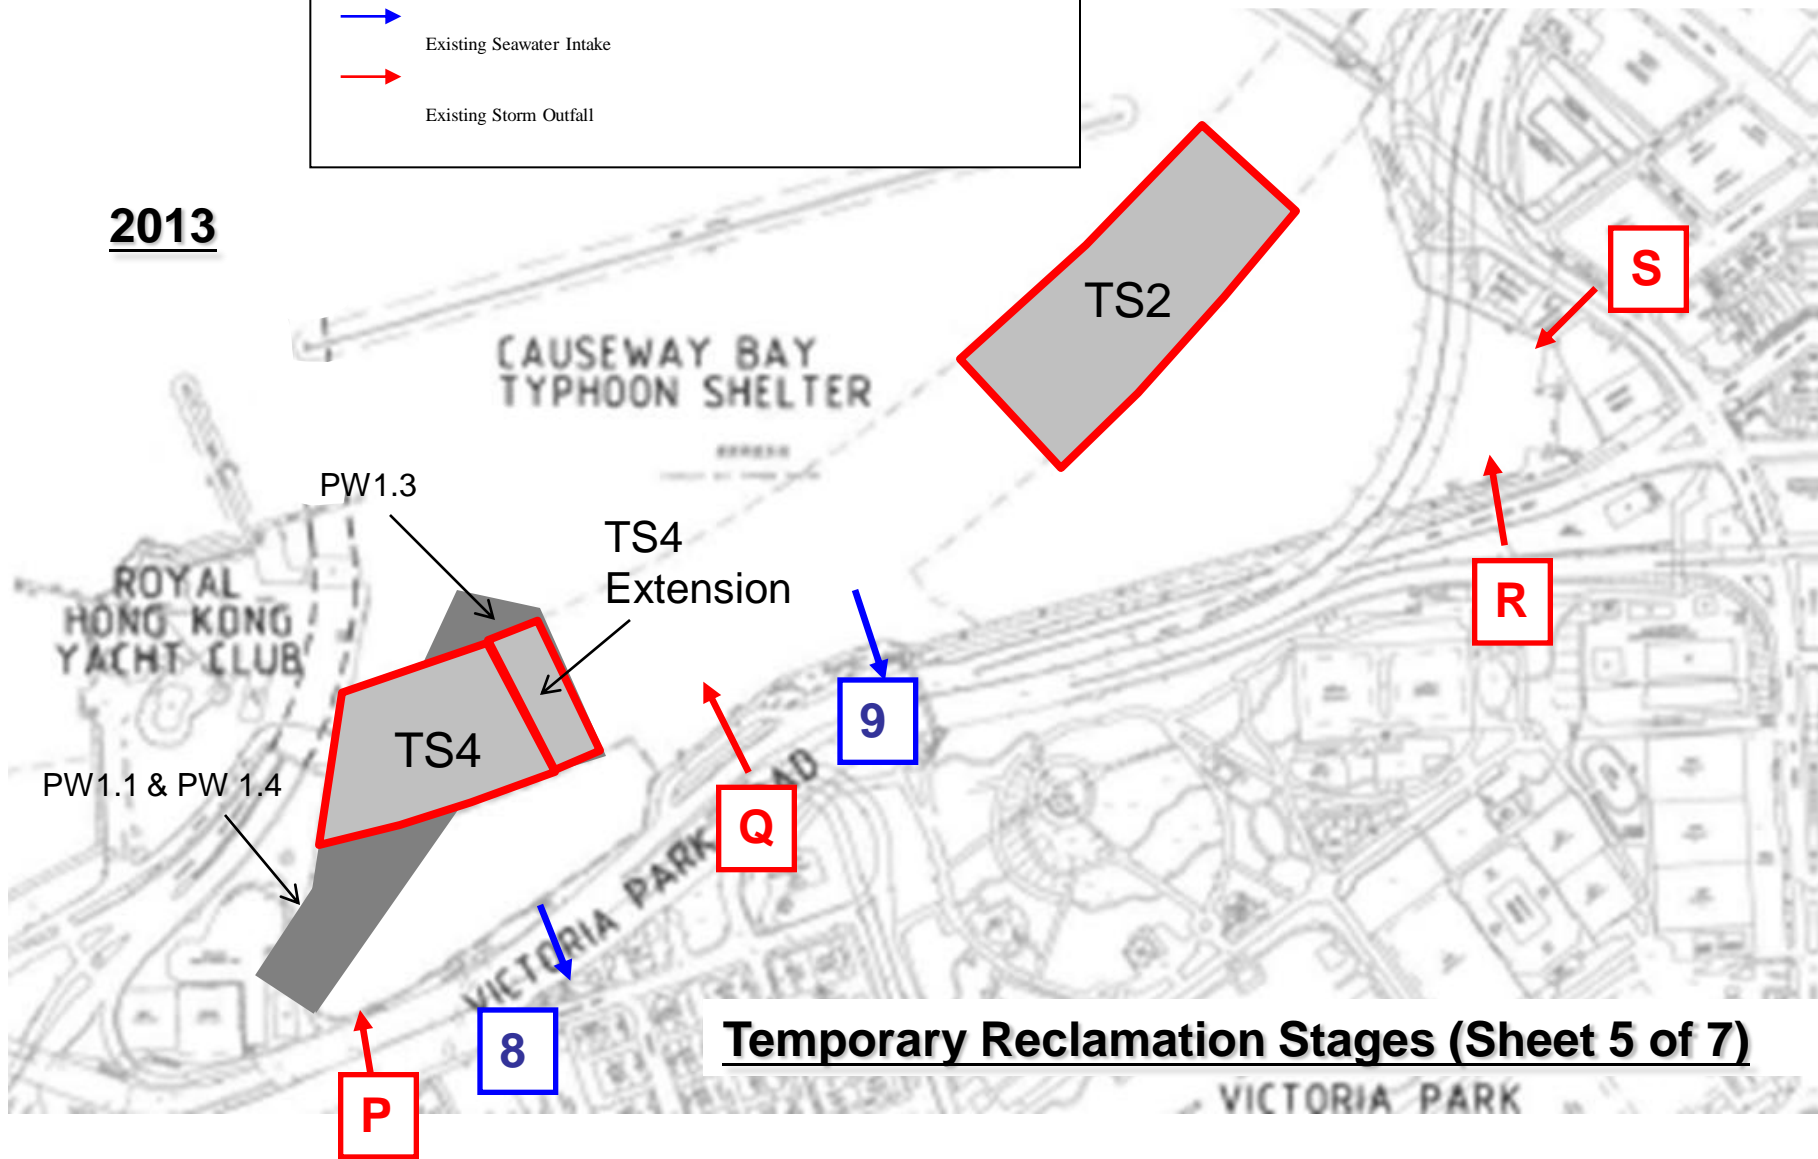 Existing Seawater Intake
Existing Storm Outfall
2013
S
TS2
CAUSEWAY BAY
TYPHOON SHELTER
PW1.3
TS4
Extension
ROYAL
HONG KONG
YACHT CLUB
R
9
TS4
PW1.1 & PW 1.4
Q
VICTORIA PARK
AD
8
Temporary Reclamation Stages (Sheet 5 of 7)
VICTORIA PARK
P